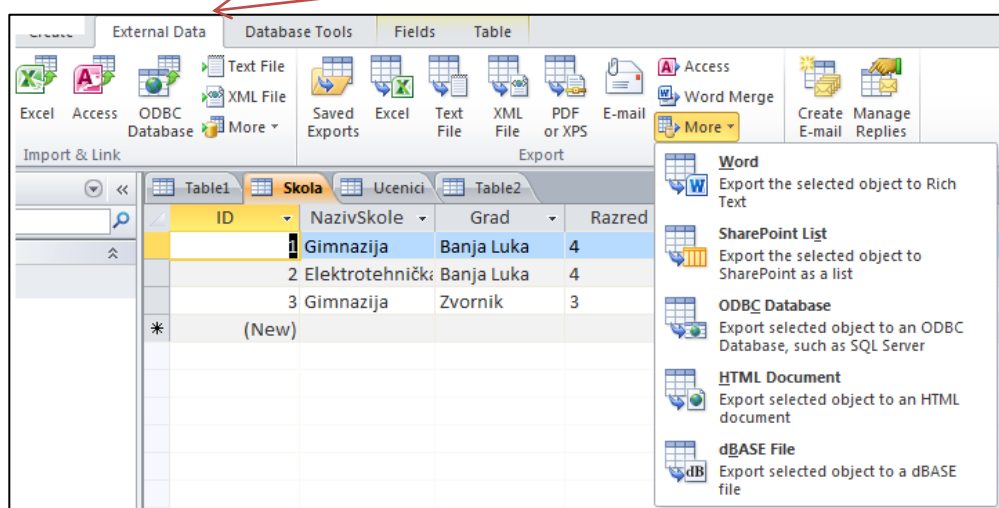 Create External Data Database Tools Fields Table
Excel Access ODBC Database Text File XML File More
Saved Exports Excel Text File XML File PDF or XPS E-mail Access Word Merge More
Create E-mail Manage Replies
Import & Link Export
Table1 Skola Ucenici Table2
ID NazivSkole Grad Razred
1 Gimnazija Banja Luka 4
2 Elektrotehničk Banja Luka 4
3 Gimnazija Zvornik 3
(New)
Word
Export the selected object to Rich
Text
SharePoint List
Export the selected object to
SharePoint as a list
ODBC Database
Export selected object to an ODBC
Database, such as SQL Server
HTML Document
Export selected object to an HTML
document
dBASE File
Export selected object to a dBASE
file